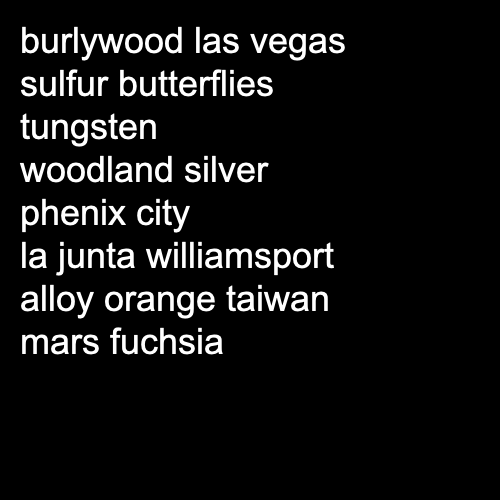 burlywood las vegas
sulfur butterflies
tungsten
woodland silver
phenix city
la junta williamsport
alloy orange taiwan
mars fuchsia